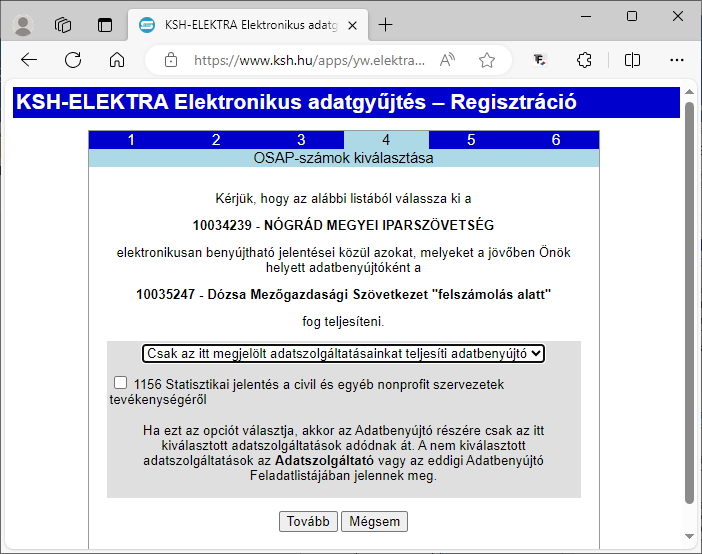 KSH-ELEKTRA Elektronikus adatg
https://www.ksh.hu/apps/yw.elektra...
KSH-ELEKTRA Elektronikus adatgyűjtés – Regisztráció
1 2 3 4 5 6
OSAP-számok kiválasztása
Kérjük, hogy az alábbi listából válassza ki a
10034239 - NÓGRÁD MEGYEI IPARSZÖVETSÉG
elektronikusan benyújtható jelentései közül azokat, melyeket a jövőben Önök
helyett adatbenyújtóként a
10035247 - Dózsa Mezőgazdasági Szövetkezet "felszámolás alatt"
fog teljesíteni.
Csak az itt megjelölt adatszolgáltatásainkat teljesíti adatbenyújtó
1156 Statisztikai jelentés a civil és egyéb nonprofit szervezetek
tevékenységéről
Ha ezt az opciót választja, akkor az Adatbenyújtó részére csak az itt
kiválasztott adatszolgáltatások adódnak át. A nem kiválasztott
adatszolgáltatások az Adatszolgáltató vagy az eddigi Adatbenyújtó
Feladatlistájában jelennek meg.
Tovább Mégsem